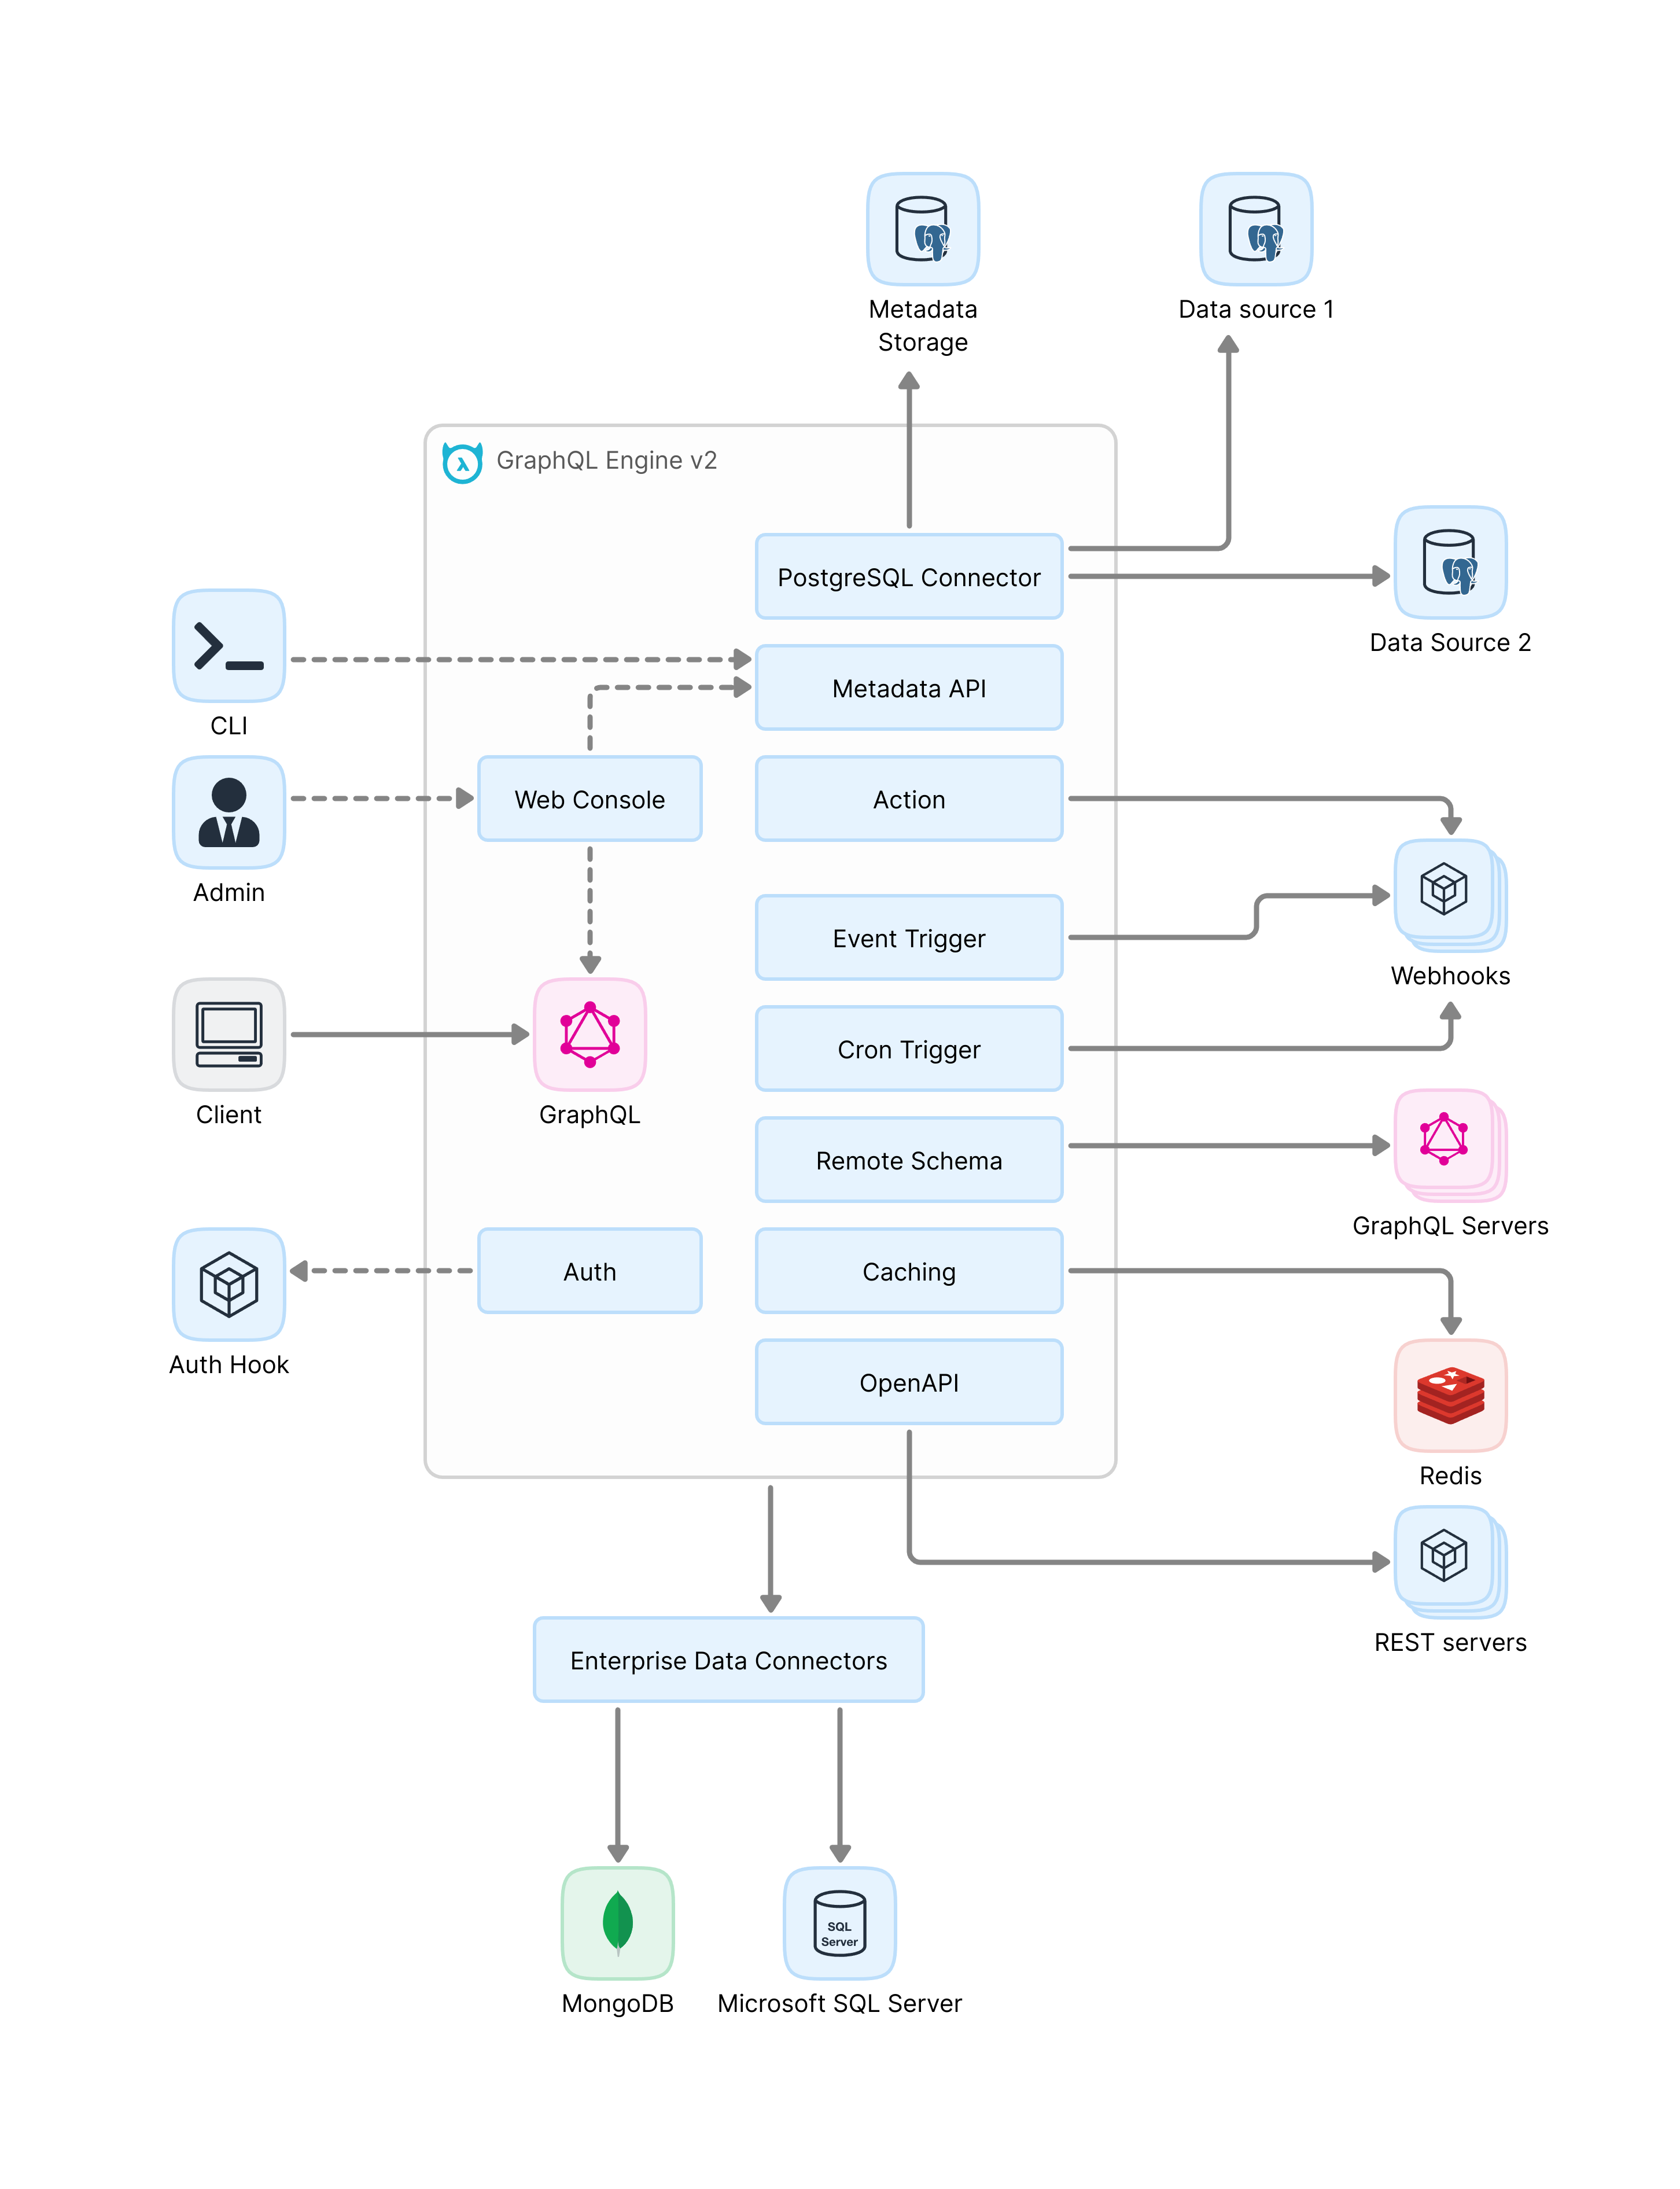 Metadata
Storage
Data source 1
GraphQL Engine v2
PostgreSQL Connector
Data Source 2
CLI
Metadata API
Web Console
Action
Admin
Event Trigger
Webhooks
Client
GraphQL
Cron Trigger
Remote Schema
GraphQL Servers
Auth Hook
Auth
Caching
OpenAPI
Redis
REST servers
Enterprise Data Connectors
SQL
Server
MongoDB
Microsoft SQL Server